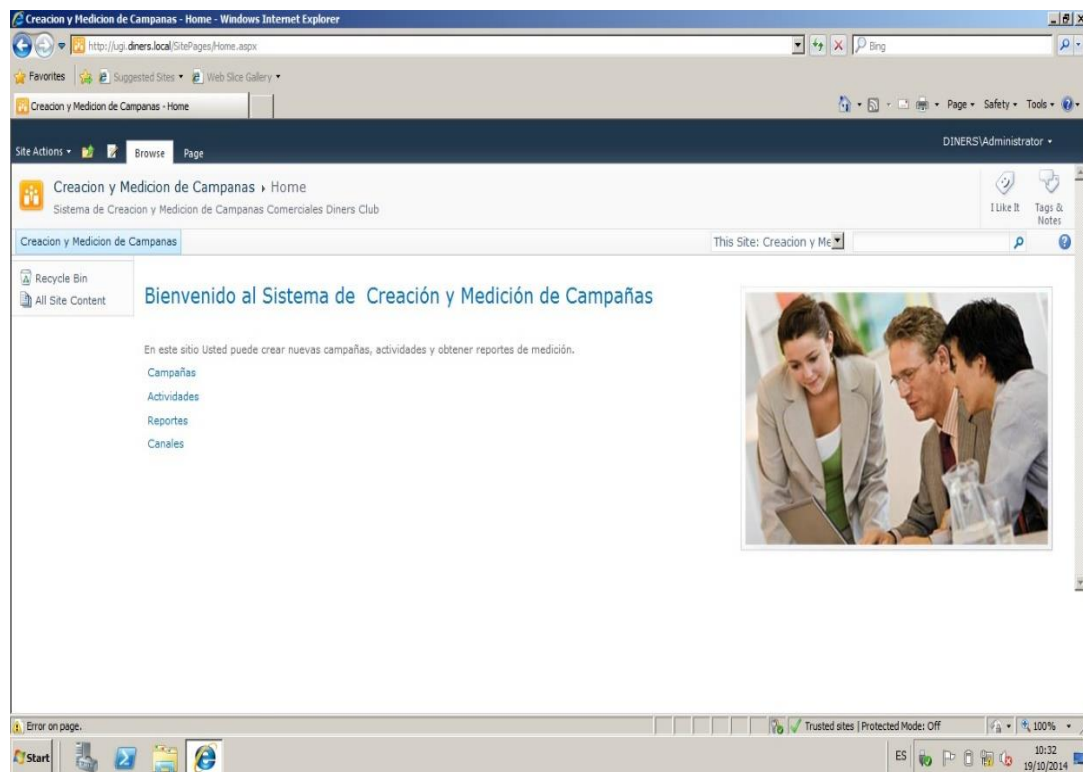 Creacion y Medicion de Campanas - Home - Windows Internet Explorer
http://ugi.diners.local/SitePages/Home.aspx
Bing
Favorites
Suggested Sites
Web Slice Gallery
Creacion y Medicion de Campanas - Home
Page
Safety
Tools
Site Actions
Browse
Page
DINERS\Administrator
Creacion y Medicion de Campanas
Home
Sistema de Creacion y Medicion de Campanas Comerciales Diners Club
I Like It
Tags &
Notes
Creacion y Medicion de Campanas
This Site: Creacion y Me
Recycle Bin
All Site Content
Bienvenido al Sistema de Creación y Medición de Campañas
En este sitio Usted puede crear nuevas campañas, actividades y obtener reportes de medición.
Campañas
Actividades
Reportes
Canales
Error on page.
Trusted sites | Protected Mode: Off
100%
Start
ES
10:32
19/10/2014